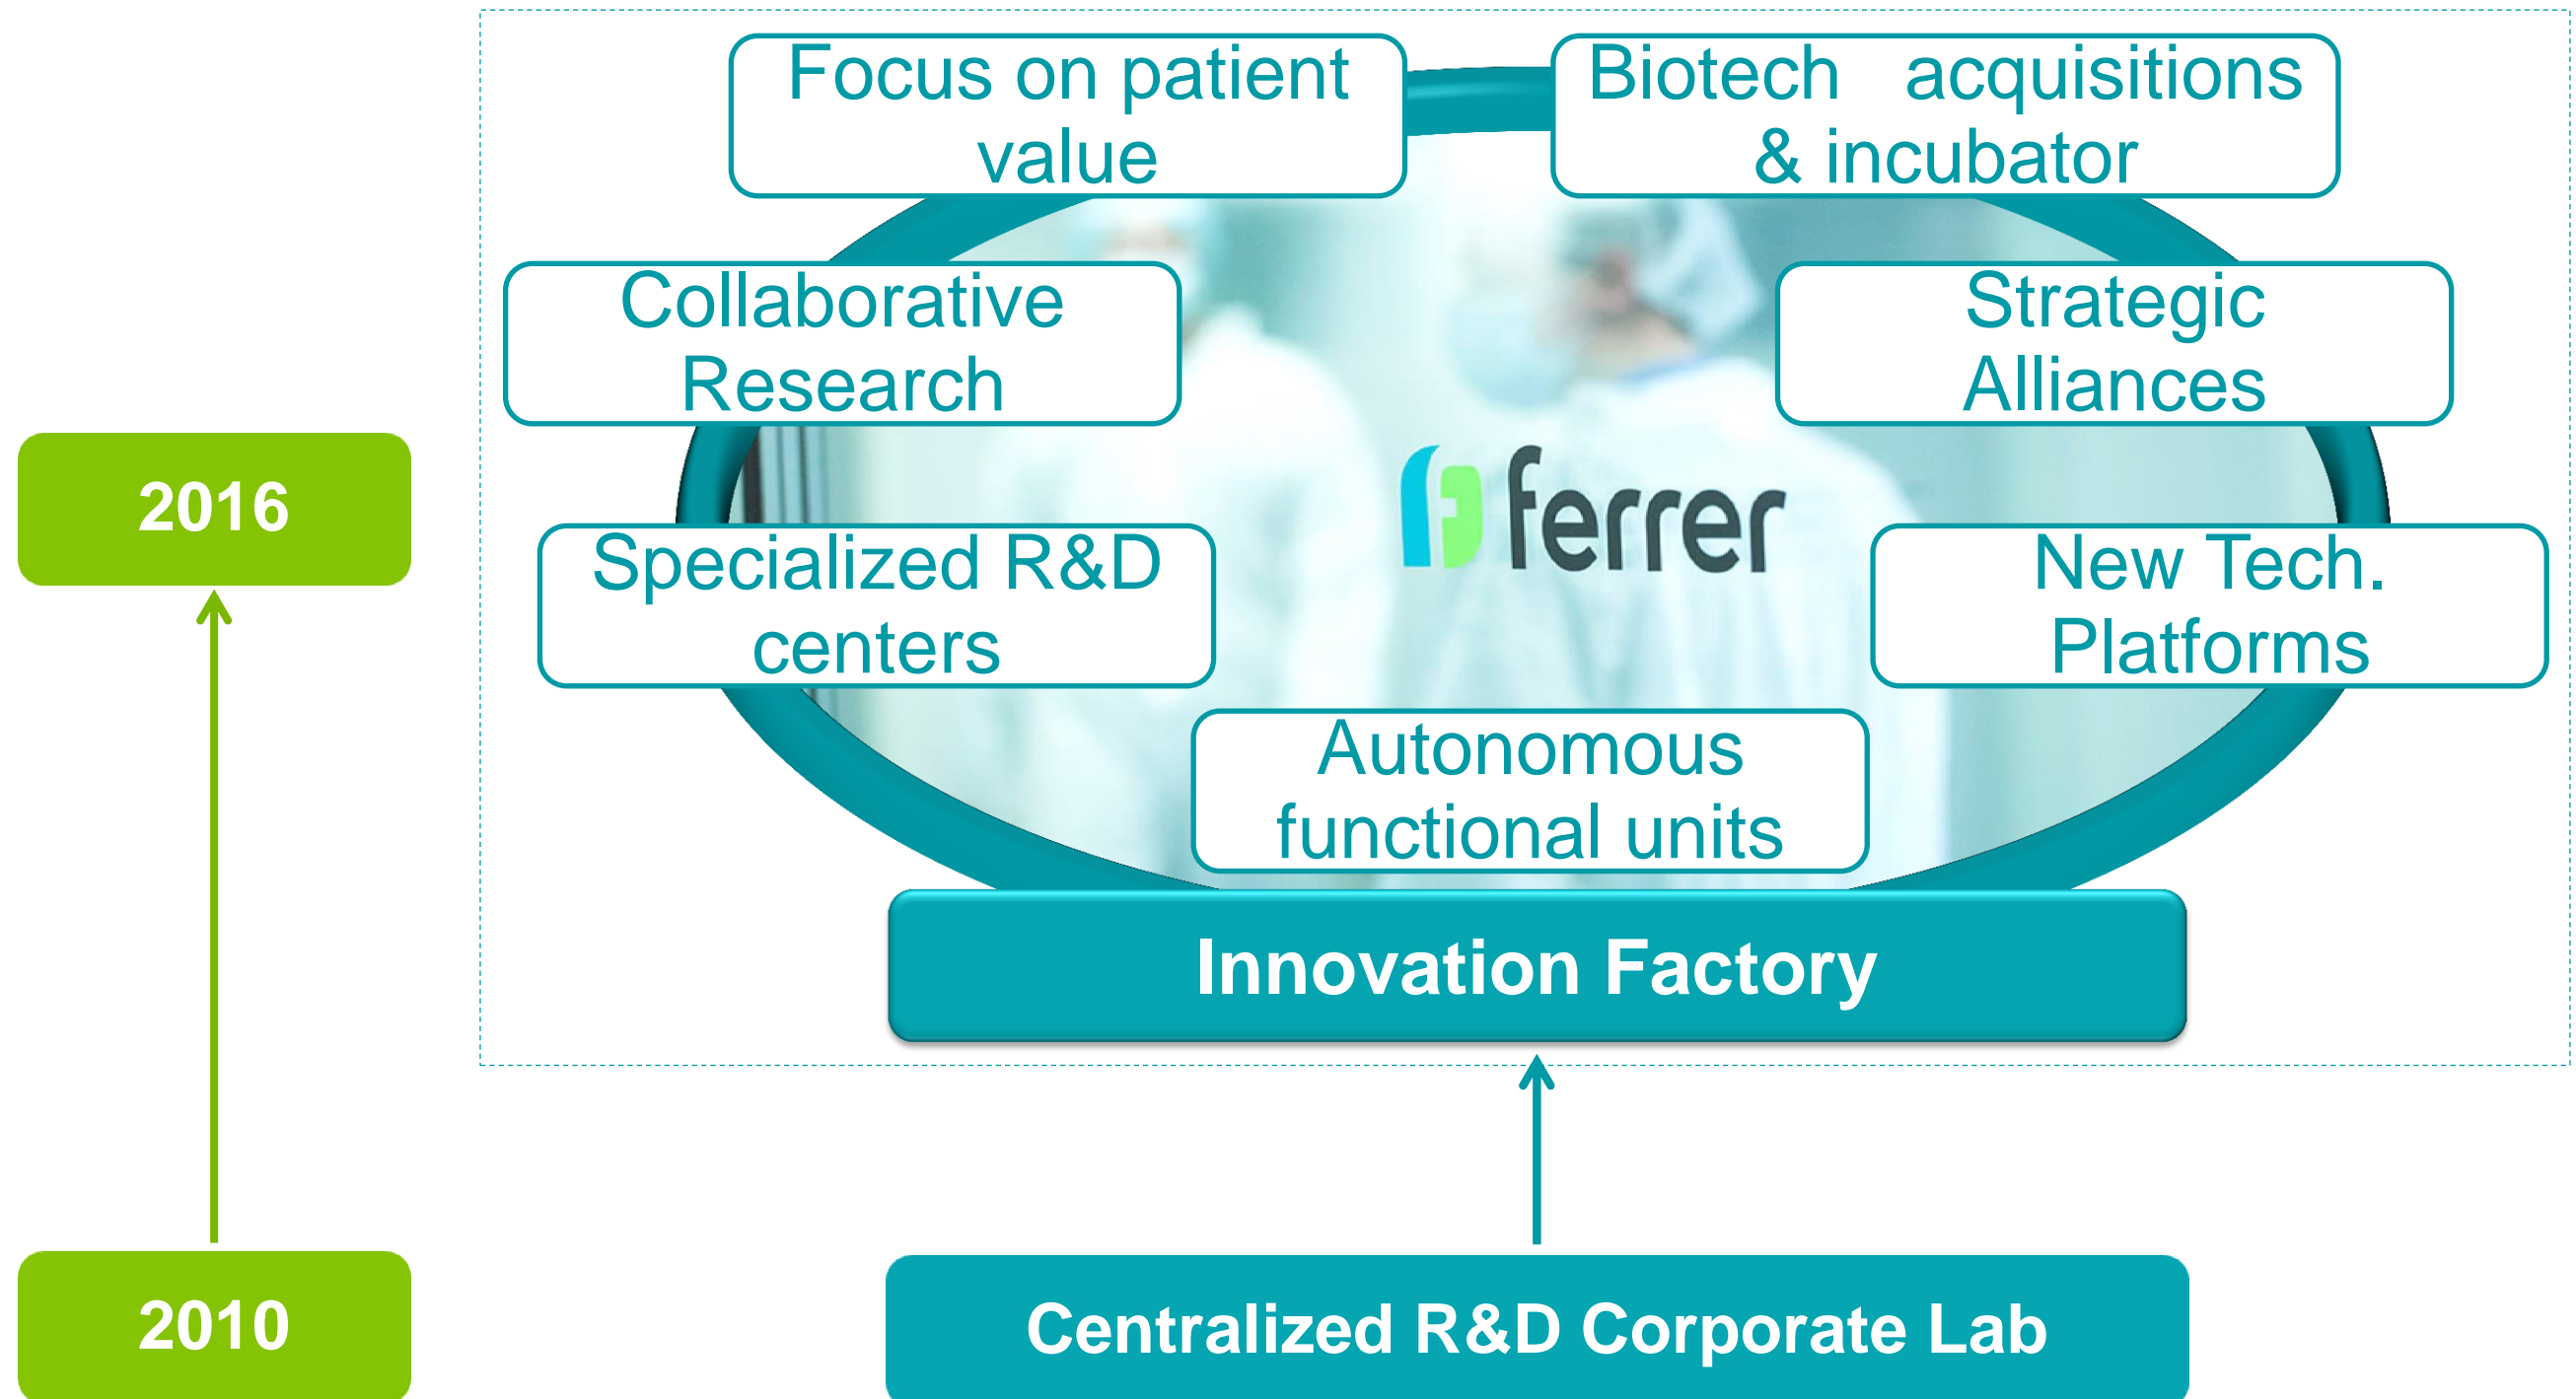 Focus on patient
value
Biotech acquisitions
& incubator
Collaborative
Research
Strategic
Alliances
2016
ferrer
Specialized R&D
centers
New Tech.
Platforms
Autonomous
functional units
Innovation Factory
2010
Centralized R&D Corporate Lab